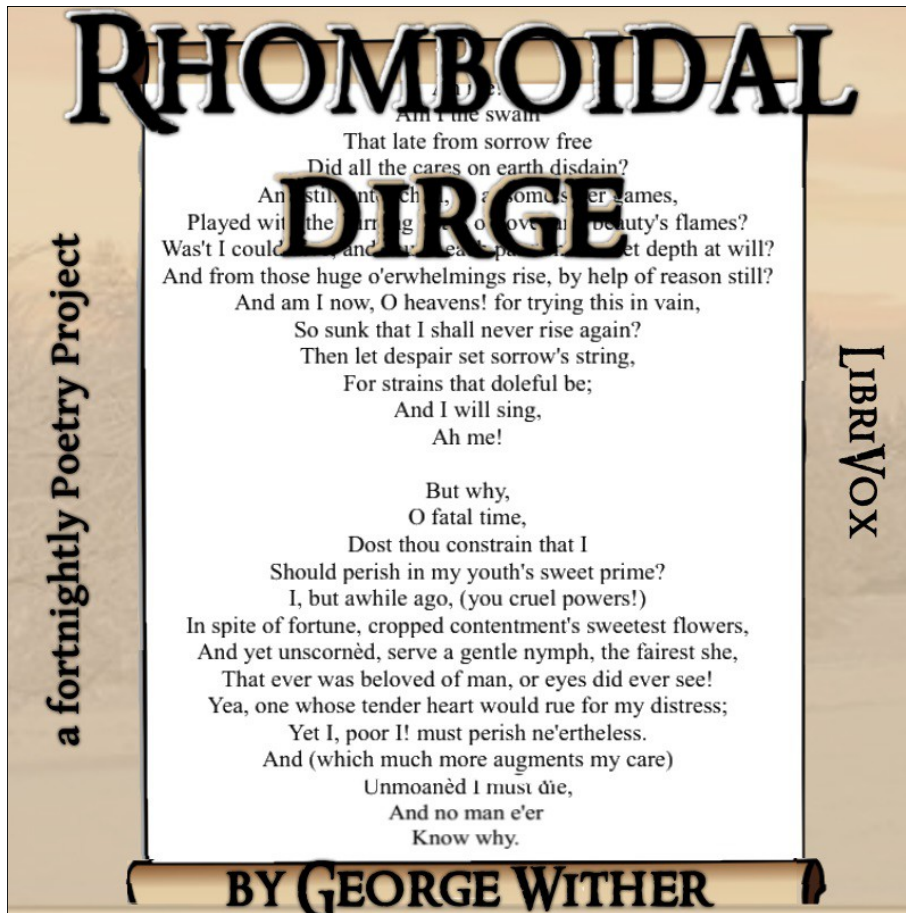 RHOMBOIDAL
DIRGE
Am I the swain
That late from sorrow free
Did all the cares on earth disdain?
games,
Played with the beauty's flames?
Was't I could and depth at will?
And from those huge o'erwhelmings rise, by help of reason still?
And am I now, O heavens! for trying this in vain,
So sunk that I shall never rise again?
Then let despair set sorrow's string,
For strains that doleful be;
And I will sing,
Ah me!
But why,
O fatal time,
Dost thou constrain that I
Should perish in my youth's sweet prime?
I, but awhile ago, (you cruel powers!)
In spite of fortune, cropped contentment's sweetest flowers,
And yet unscornèd, serve a gentle nymph, the fairest she,
That ever was beloved of man, or eyes did ever see!
Yea, one whose tender heart would rue for my distress;
Yet I, poor I! must perish ne'ertheless.
And (which much more augments my care)
Unmoanèd I must die,
And no man e'er
Know why.
BY GEORGE WITHER
a fortnightly Poetry Project
LIBRIVOX